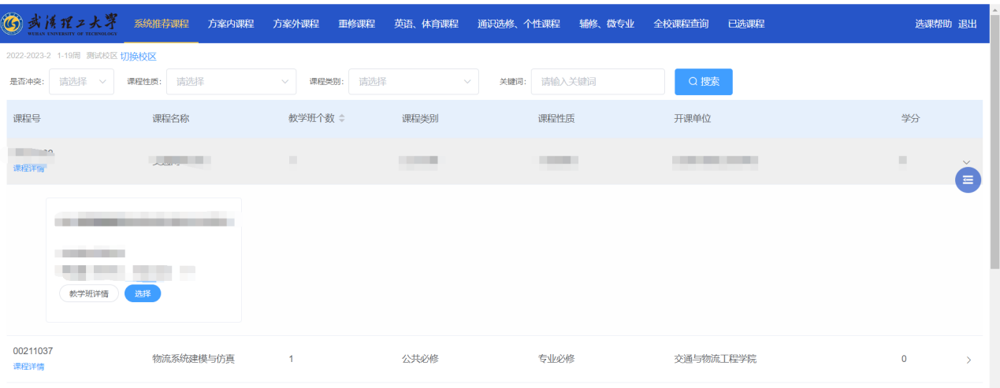 武汉理工大学 系统推荐课程 方案内课程 方案外课程 重修课程 英语、体育课程 通识选修、个性课程 辅修、微专业 全校课程查询 已选课程 选课帮助 退出
WUHAN UNIVERSITY OF TECHNOLOGY
2022-2023-2 1-19周 测试校区 切换校区
是否冲突: 请选择 课程性质: 请选择 课程类别: 请选择 关键词: 请输入关键词 搜索
课程号 课程名称 教学班个数 课程类别 课程性质 开课单位 学分
课程详情
教学班详情 选择
00211037 物流系统建模与仿真 1 公共必修 专业必修 交通与物流工程学院 0
课程详情